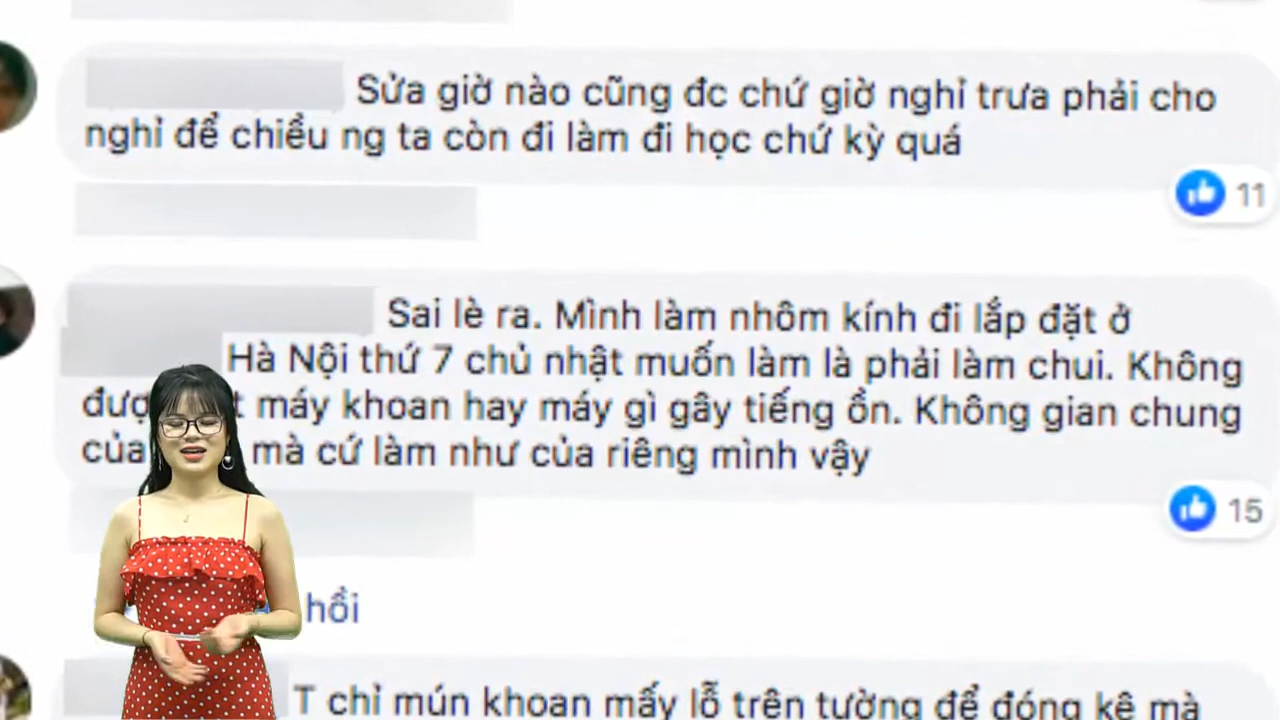 Sửa giờ nào cũng đc chứ giờ nghỉ trưa phải cho
nghỉ để chiều ng ta còn đi làm đi học chứ kỳ quá
11
Sai lè ra. Mình làm nhôm kính đi lắp đặt ở
Hà Nội thứ 7 chủ nhật muốn làm là phải làm chui. Không
máy khoan hay máy gì gây tiếng ồn. Không gian chung
của mà cứ làm như của riêng mình vậy
15
hồi
T chỉ mún khoan mấy lỗ trên tường để đóng kệ mà